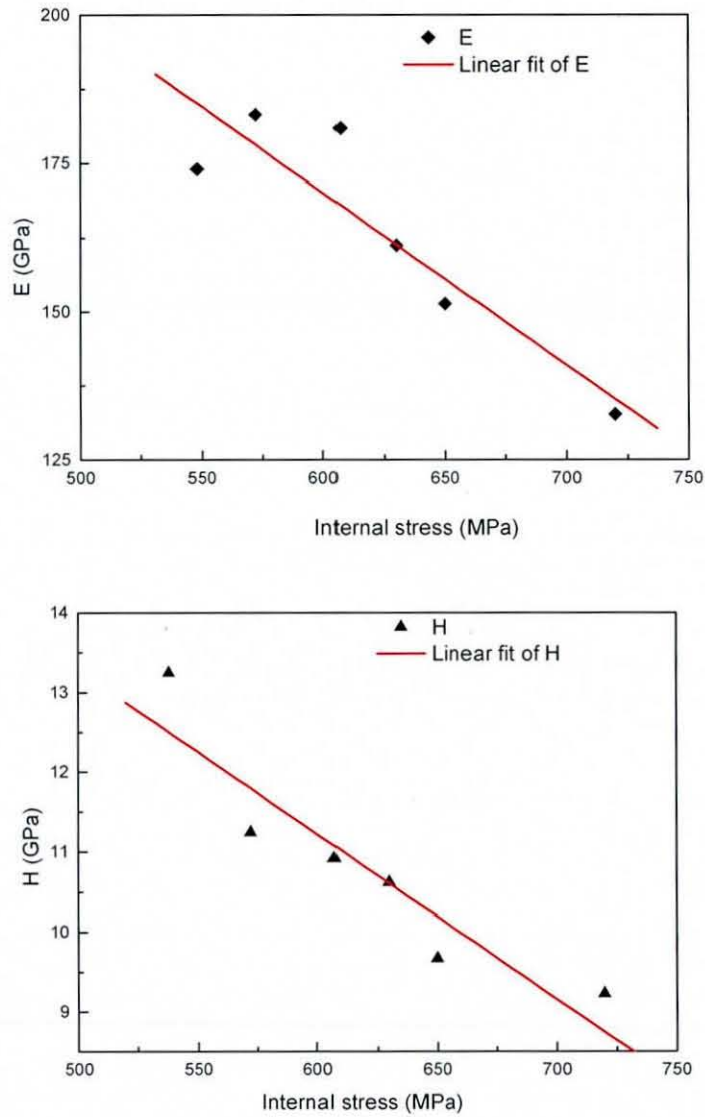 200
E
Linear fit of E
175
E (GPa)
150
125
500 550 600 650 700 750
Internal stress (MPa)
14
H
Linear fit of H
13
12
H (GPa)
11
10
9
500 550 600 650 700 750
Internal stress (MPa)